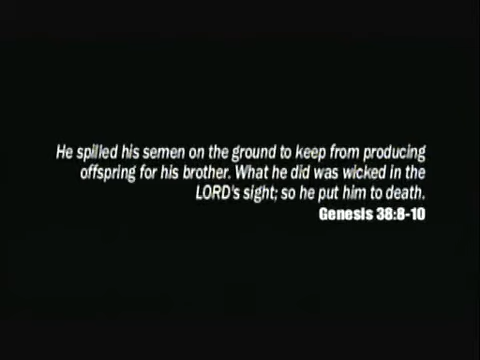 He spilled his semen on the ground to keep from producing
offspring for his brother. What he did was wicked in the
LORD's sight; so he put him to death.
Genesis 38:8-10